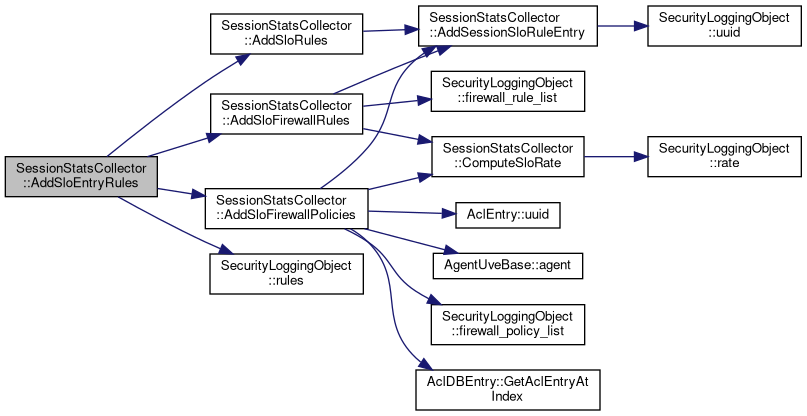 SessionStatsCollector
::AddSloEntryRules
SessionStatsCollector
::AddSloRules
SessionStatsCollector
::AddSloFirewallRules
SessionStatsCollector
::AddSloFirewallPolicies
SecurityLoggingObject
::rules
SessionStatsCollector
::AddSessionSloRuleEntry
SecurityLoggingObject
::firewall_rule_list
SessionStatsCollector
::ComputeSloRate
AclEntry::uuid
AgentUveBase::agent
SecurityLoggingObject
::firewall_policy_list
AclDBEntry::GetAclEntryAt
Index
SecurityLoggingObject
::uuid
SecurityLoggingObject
::rate